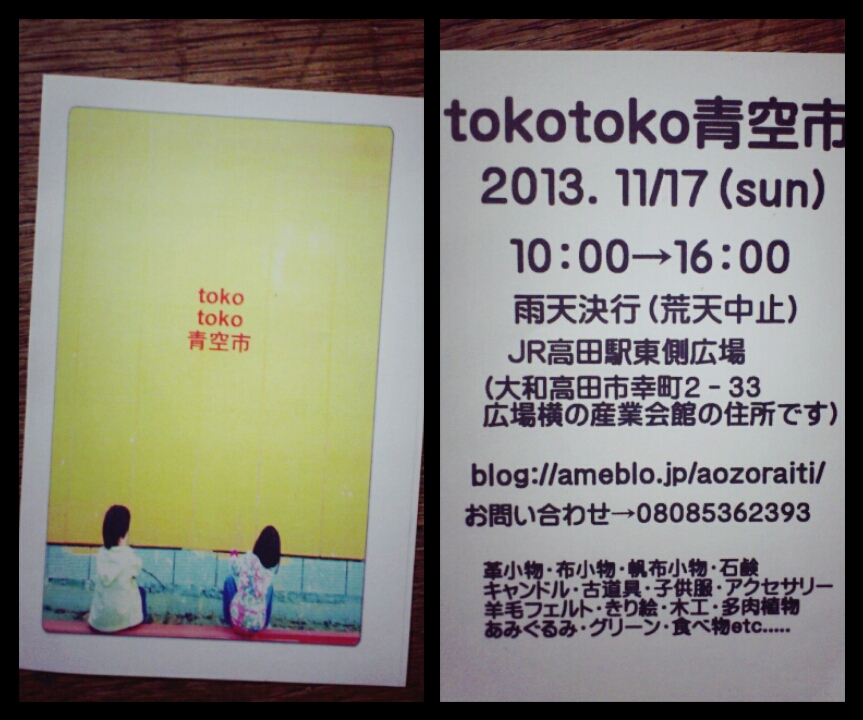 toko
toko
青空市
tokotoko青空市
2013. 11/17 (sun)
10:00→16:00
雨天決行(荒天中止)
JR高田駅東側広場
(大和高田市幸町2-33
広場横の産業会館の住所です)
blog://ameblo.jp/aozoraiti/
お問い合わせ→08085362393
革小物・布小物・帆布小物・石鹸
キャンドル・古道具・子供服・アクセサリー
羊毛フェルト・きり絵・木工・多肉植物
あみぐるみ・グリーン・食べ物etc.....